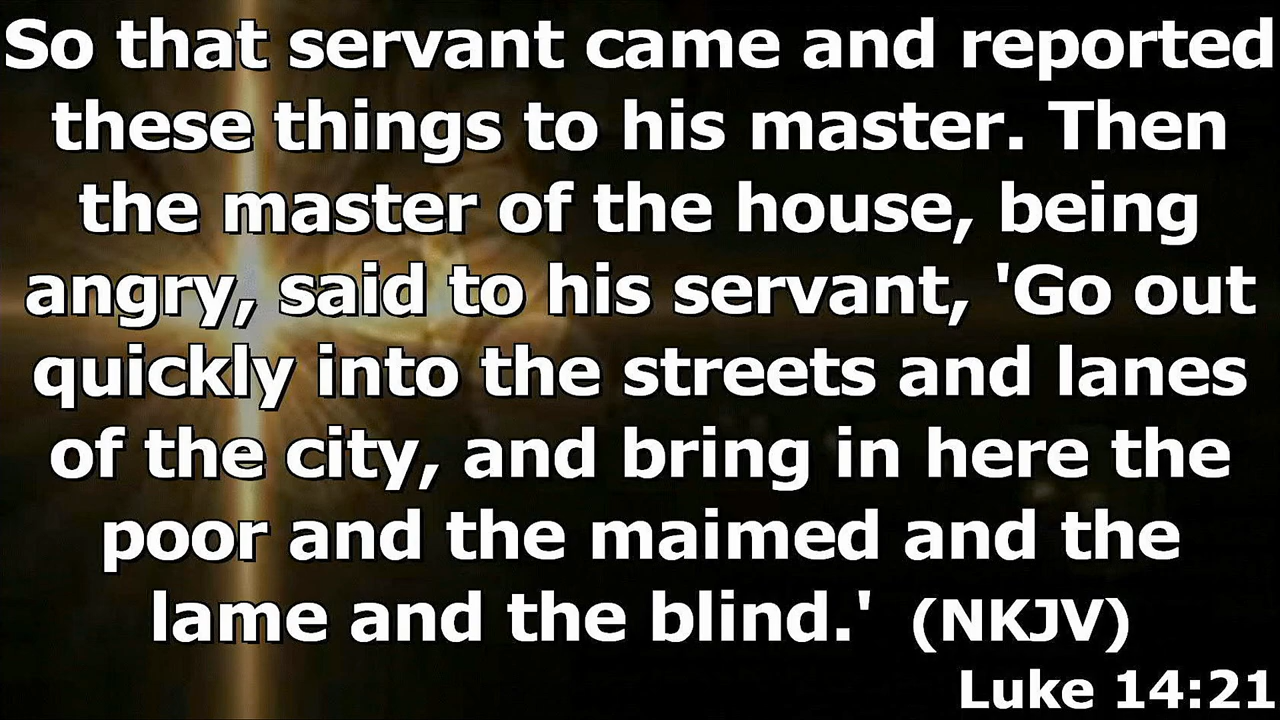 So that servant came and reported
these things to his master. Then
the master of the house, being
angry, said to his servant, 'Go out
quickly into the streets and lanes
of the city, and bring in here the
poor and the maimed and the
lame and the blind.' (NKJV)
Luke 14:21